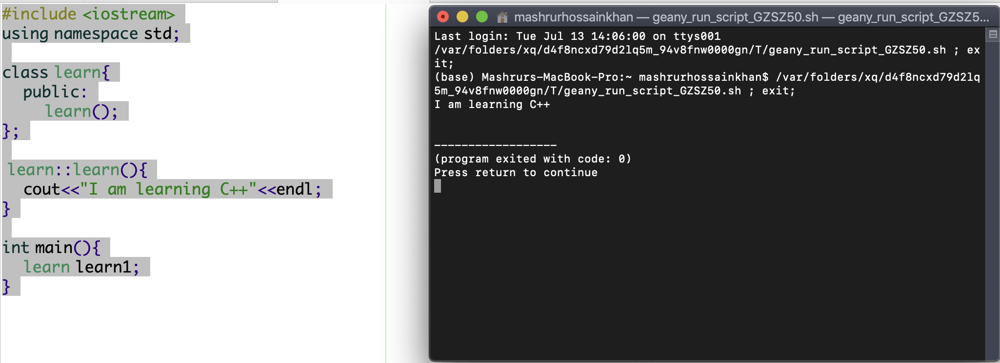 #include <iostream>
using namespace std;
class learn{
public:
learn();
};
learn::learn(){
cout<<"I am learning C++"<<endl;
}
int main(){
learn learn1;
}
mashrurhossainkhan — geany_run_script_GZSZ50.sh — geany_run_script_GZSZ5...
Last login: Tue Jul 13 14:06:00 on ttys001
/var/folders/xq/d4f8ncxd79d2lq5m_94v8fnw0000gn/T/geany_run_script_GZSZ50.sh ; ex
it;
(base) Mashrurs-MacBook-Pro:~ mashrurhossainkhan$ /var/folders/xq/d4f8ncxd79d2lq
5m_94v8fnw0000gn/T/geany_run_script_GZSZ50.sh ; exit;
I am learning C++
------------------
(program exited with code: 0)
Press return to continue